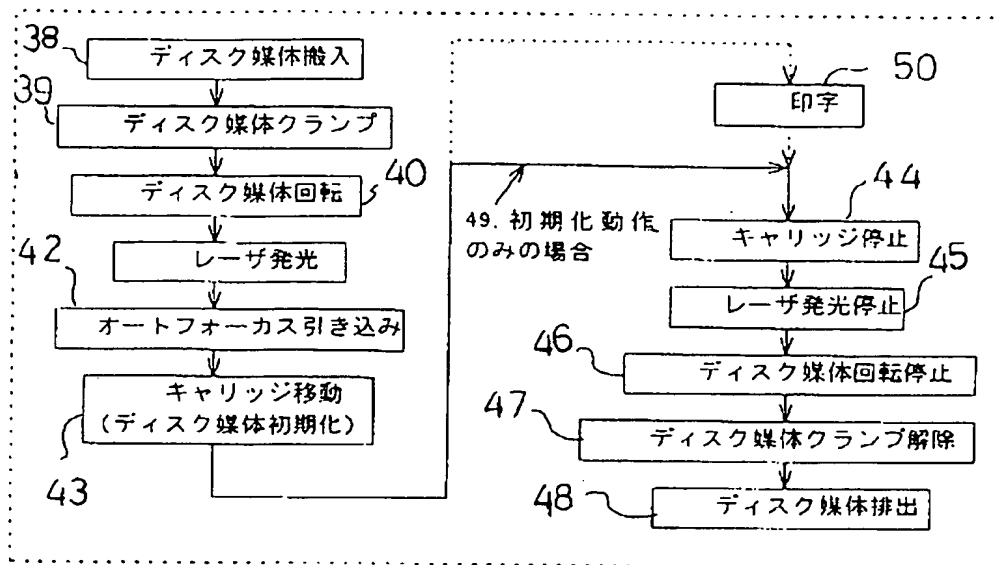 38
ディスク媒体搬入
39
ディスク媒体クランプ
ディスク媒体回転
40
レーザ発光
42
オートフォーカス引き込み
キャリッジ移動
(ディスク媒体初期化)
43
50
印字
49. 初期化動作
のみの場合
44
キャリッジ停止
45
レーザ発光停止
46
ディスク媒体回転停止
47
ディスク媒体クランプ解除
48
ディスク媒体排出